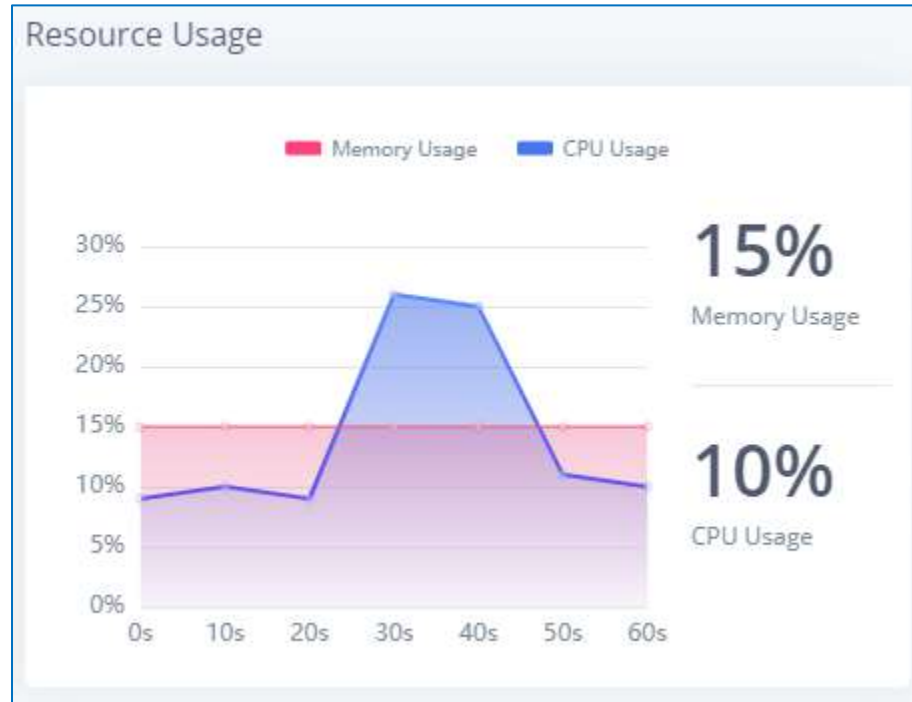 Resource Usage
Memory Usage CPU Usage
30%
25%
20%
15%
10%
5%
0%
0s 10s 20s 30s 40s 50s 60s
15%
Memory Usage
10%
CPU Usage